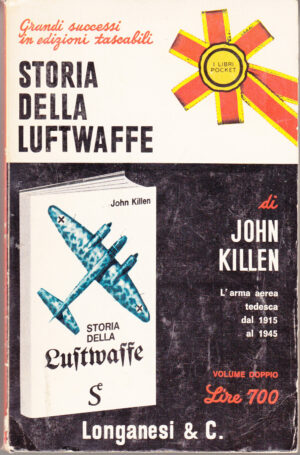 Grandi successi
in edizioni tascabili
STORIA
DELLA
LUFTWAFFE
I LIBRI
POCKET
di
JOHN
KILLEN
L'arma aerea
tedesca
dal 1915
al 1945
VOLUME DOPPIO
Lire 700
John Killen
STORIA
DELLA
Luftwaffe
Longanesi & C.